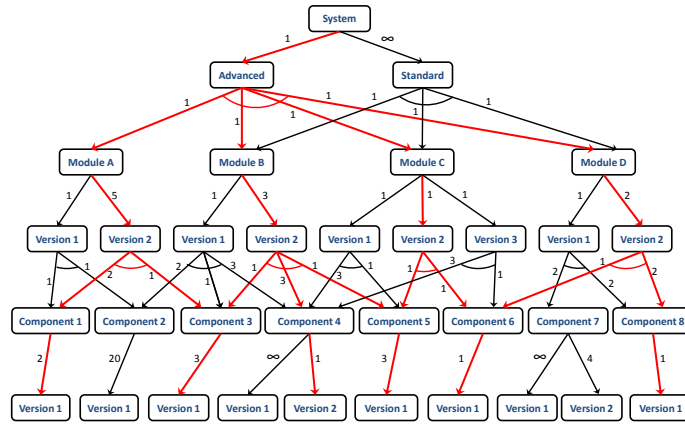 System
1 ∞
Advanced Standard
1 1 1 1 1 1 1
Module A Module B Module C Module D
1 5 1 3 1 1 1 1 2
Version 1 Version 2 Version 1 Version 2 Version 1 Version 2 Version 3 Version 1 Version 2
1 1 2 1 2 1 3 1 3 1 3 1 1 1 3 1 2 1 2 2
Component 1 Component 2 Component 3 Component 4 Component 5 Component 6 Component 7 Component 8
2 20 3 ∞ 1 3 1 ∞ 4 1
Version 1 Version 1 Version 1 Version 1 Version 2 Version 1 Version 1 Version 1 Version 2 Version 1